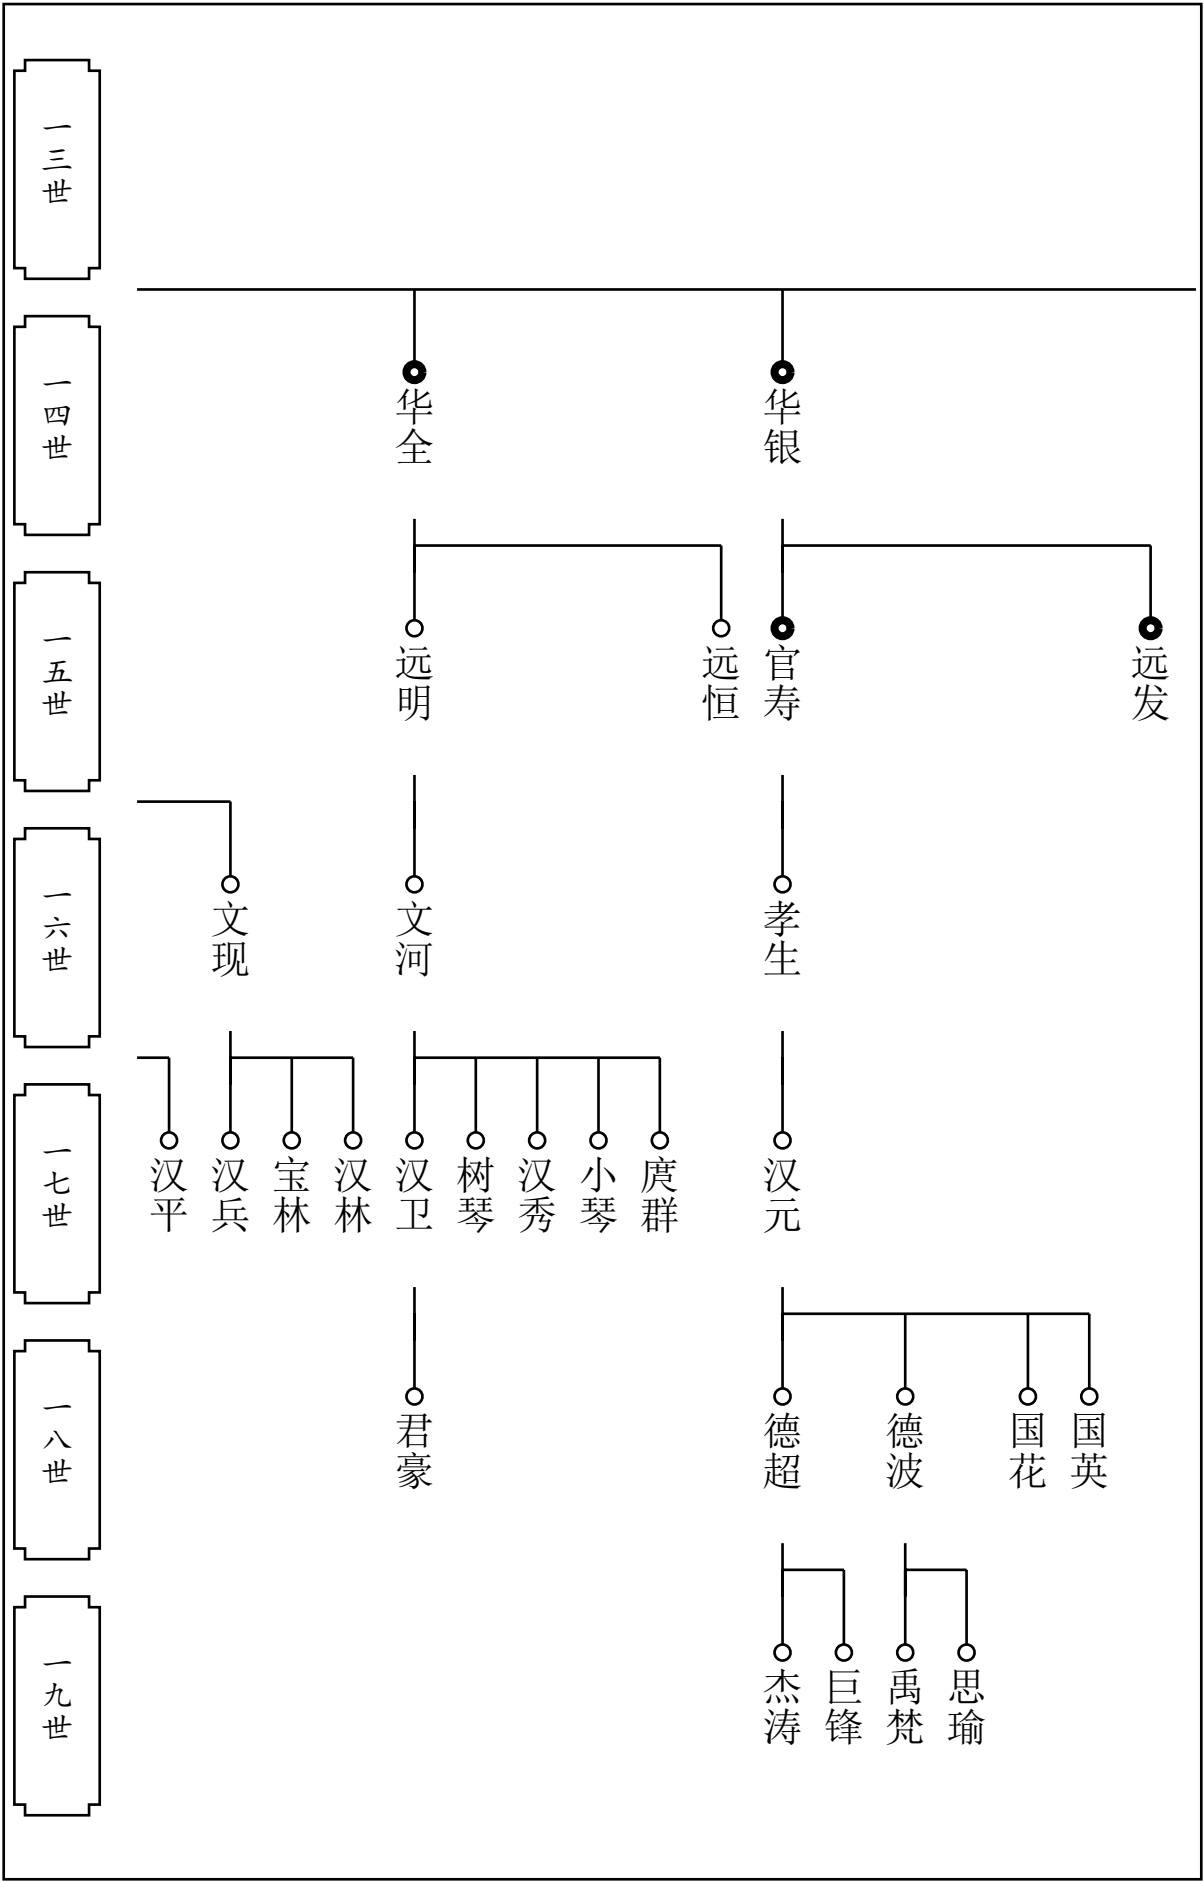 一三世
一四世
华全
华银
一五世
远明
远恒
官寿
远发
一六世
文现
文河
孝生
一七世
汉平
汉兵
宝林
汉林
汉卫
树琴
汉秀
小琴
庹群
汉元
一八世
君豪
德超
德波
国花
国英
一九世
杰涛
巨锋
禹梵
思瑜